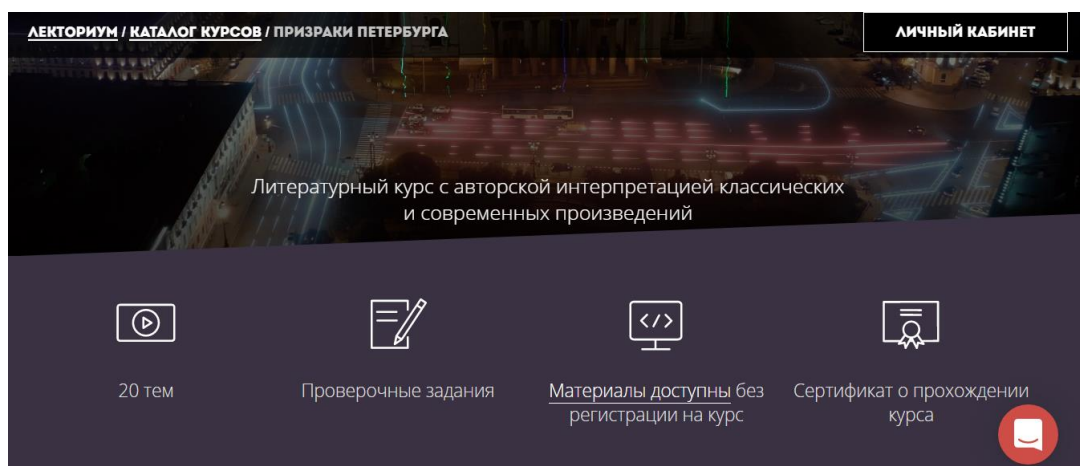 ЛЕКТОРИУМ / КАТАЛОГ КУРСОВ / ПРИЗРАКИ ПЕТЕРБУРГА
ЛИЧНЫЙ КАБИНЕТ
Литературный курс с авторской интерпретацией классических
и современных произведений
20 тем
Проверочные задания
Материалы доступны без
регистрации на курс
Сертификат о прохождении
курса